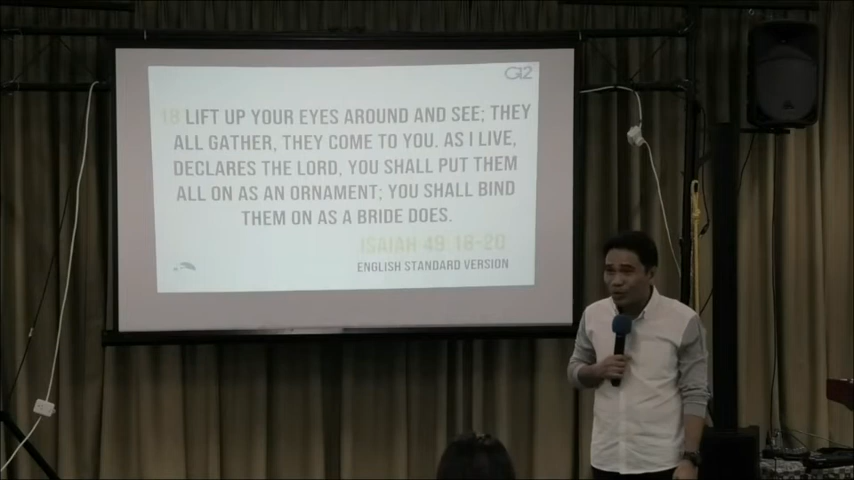 G12
18 LIFT UP YOUR EYES AROUND AND SEE; THEY
ALL GATHER, THEY COME TO YOU. AS I LIVE,
DECLARES THE LORD, YOU SHALL PUT THEM
ALL ON AS AN ORNAMENT; YOU SHALL BIND
THEM ON AS A BRIDE DOES.
ISAIAH 49:18-20
ENGLISH STANDARD VERSION